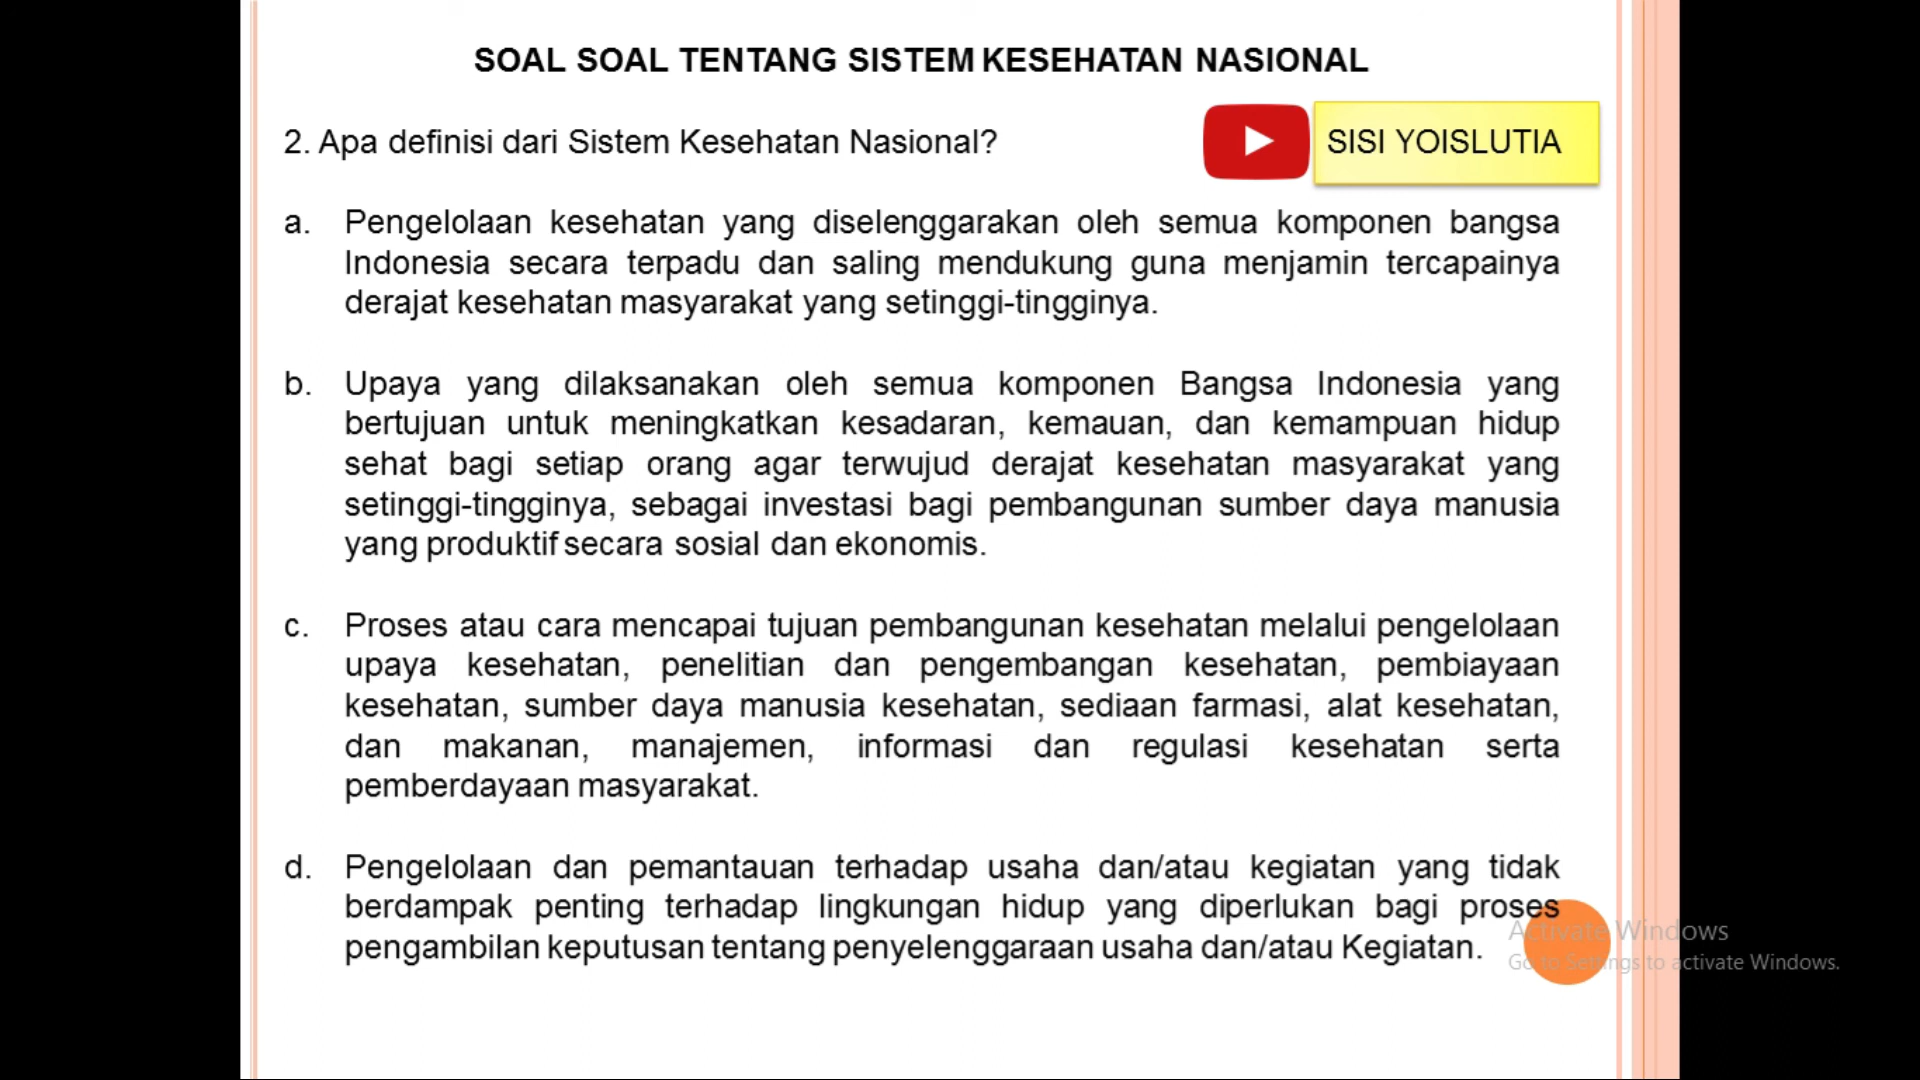 SOAL SOAL TENTANG SISTEM KESEHATAN NASIONAL
2. Apa definisi dari Sistem Kesehatan Nasional?
SISI YOISLUTIA
a. Pengelolaan kesehatan yang diselenggarakan oleh semua komponen bangsa
Indonesia secara terpadu dan saling mendukung guna menjamin tercapainya
derajat kesehatan masyarakat yang setinggi-tingginya.
b. Upaya yang dilaksanakan oleh semua komponen Bangsa Indonesia yang
bertujuan untuk meningkatkan kesadaran, kemauan, dan kemampuan hidup
sehat bagi setiap orang agar terwujud derajat kesehatan masyarakat yang
setinggi-tingginya, sebagai investasi bagi pembangunan sumber daya manusia
yang produktif secara sosial dan ekonomis.
c. Proses atau cara mencapai tujuan pembangunan kesehatan melalui pengelolaan
upaya kesehatan, penelitian dan pengembangan kesehatan, pembiayaan
kesehatan, sumber daya manusia kesehatan, sediaan farmasi, alat kesehatan,
dan makanan, manajemen, informasi dan regulasi kesehatan serta
pemberdayaan masyarakat.
d. Pengelolaan dan pemantauan terhadap usaha dan/atau kegiatan yang tidak
berdampak penting terhadap lingkungan hidup yang diperlukan bagi proses
pengambilan keputusan tentang penyelenggaraan usaha dan/atau Kegiatan.
Activate Windows
Go to Settings to activate Windows.